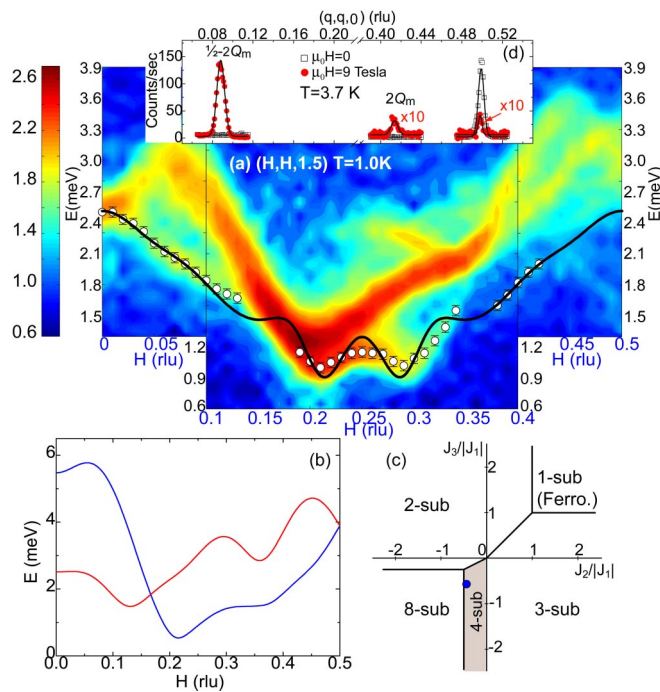 (q,q,0) (rlu)
0.08 0.12 0.16 0.20 0.40 0.44 0.48 0.52
½-2Qm
(d)
□ μ₀H=0
● μ₀H=9 Tesla
T=3.7 K
2Qm
x10
x10
Counts/sec
150
100
50
0
2.6
2.2
1.8
1.4
1.0
0.6
E(meV)
3.9
3.6
3.3
3.0
2.7
2.4
2.1
1.8
1.5
1.2
0.9
0.6
(a) (H,H,1.5) T=1.0K
E(meV)
3.9
3.6
3.3
3.0
2.7
2.4
2.1
1.8
1.5
1.2
0.9
0.6
0 0.05
H (rlu)
0.45 0.5
H (rlu)
0.1 0.15 0.2 0.25 0.3 0.35 0.4
H (rlu)
(b)
E (meV)
6
4
2
0
0.0 0.1 0.2 0.3 0.4 0.5
H (rlu)
(c)
J₃/|J₁|
J₂/|J₁|
2
1
-2 -1 0 1 2
-1
-2
1-sub
(Ferro.)
2-sub
8-sub
4-sub
3-sub